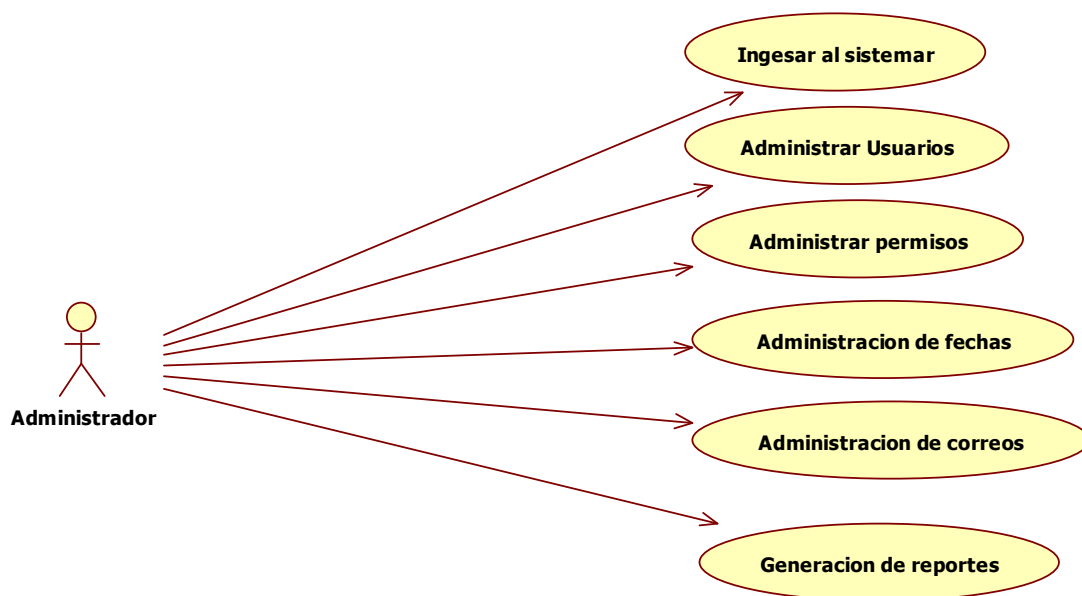 Ingesar al sistemar
Administrar Usuarios
Administrar permisos
Administracion de fechas
Administrador
Administracion de correos
Generacion de reportes